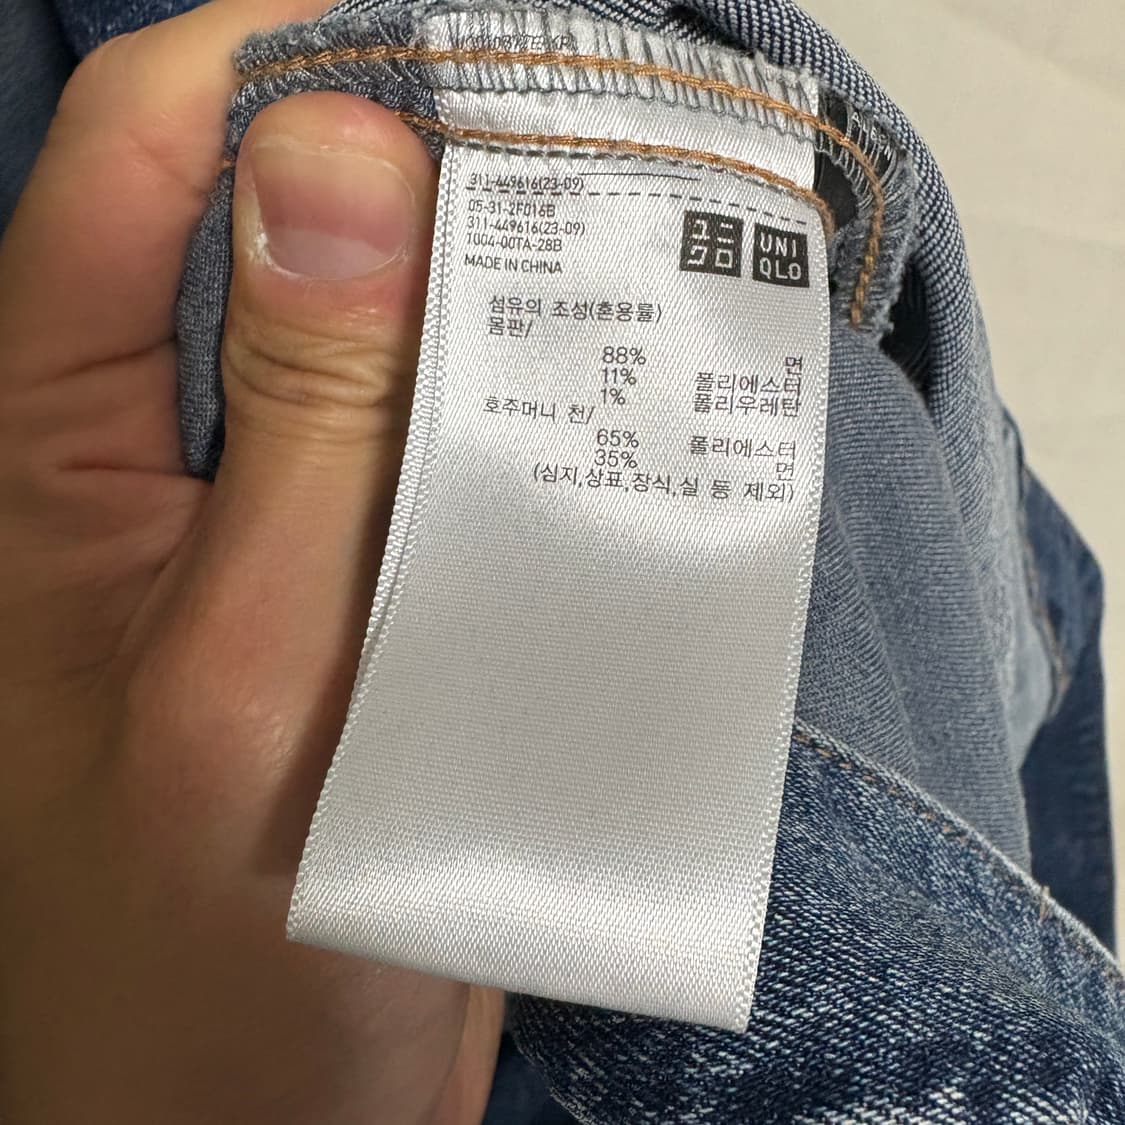 311-449616(23-09)
05-31-2F016B
311-449616(23-09)
1004-00TA-28B
MADE IN CHINA
ユニ
クロ
UNI
QLO
섬유의 조성(혼용률)
몸판/
88% 면
11% 폴리에스터
1% 폴리우레탄
호주머니 천/
65% 폴리에스터
35% 면
(심지,상표,장식,실 등 제외)